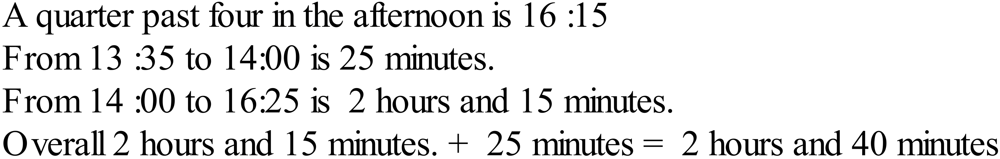 A quarter past four in the afternoon is 16 :15
From 13 :35 to 14:00 is 25 minutes.
From 14 :00 to 16:25 is 2 hours and 15 minutes.
Overall 2 hours and 15 minutes. + 25 minutes = 2 hours and 40 minutes